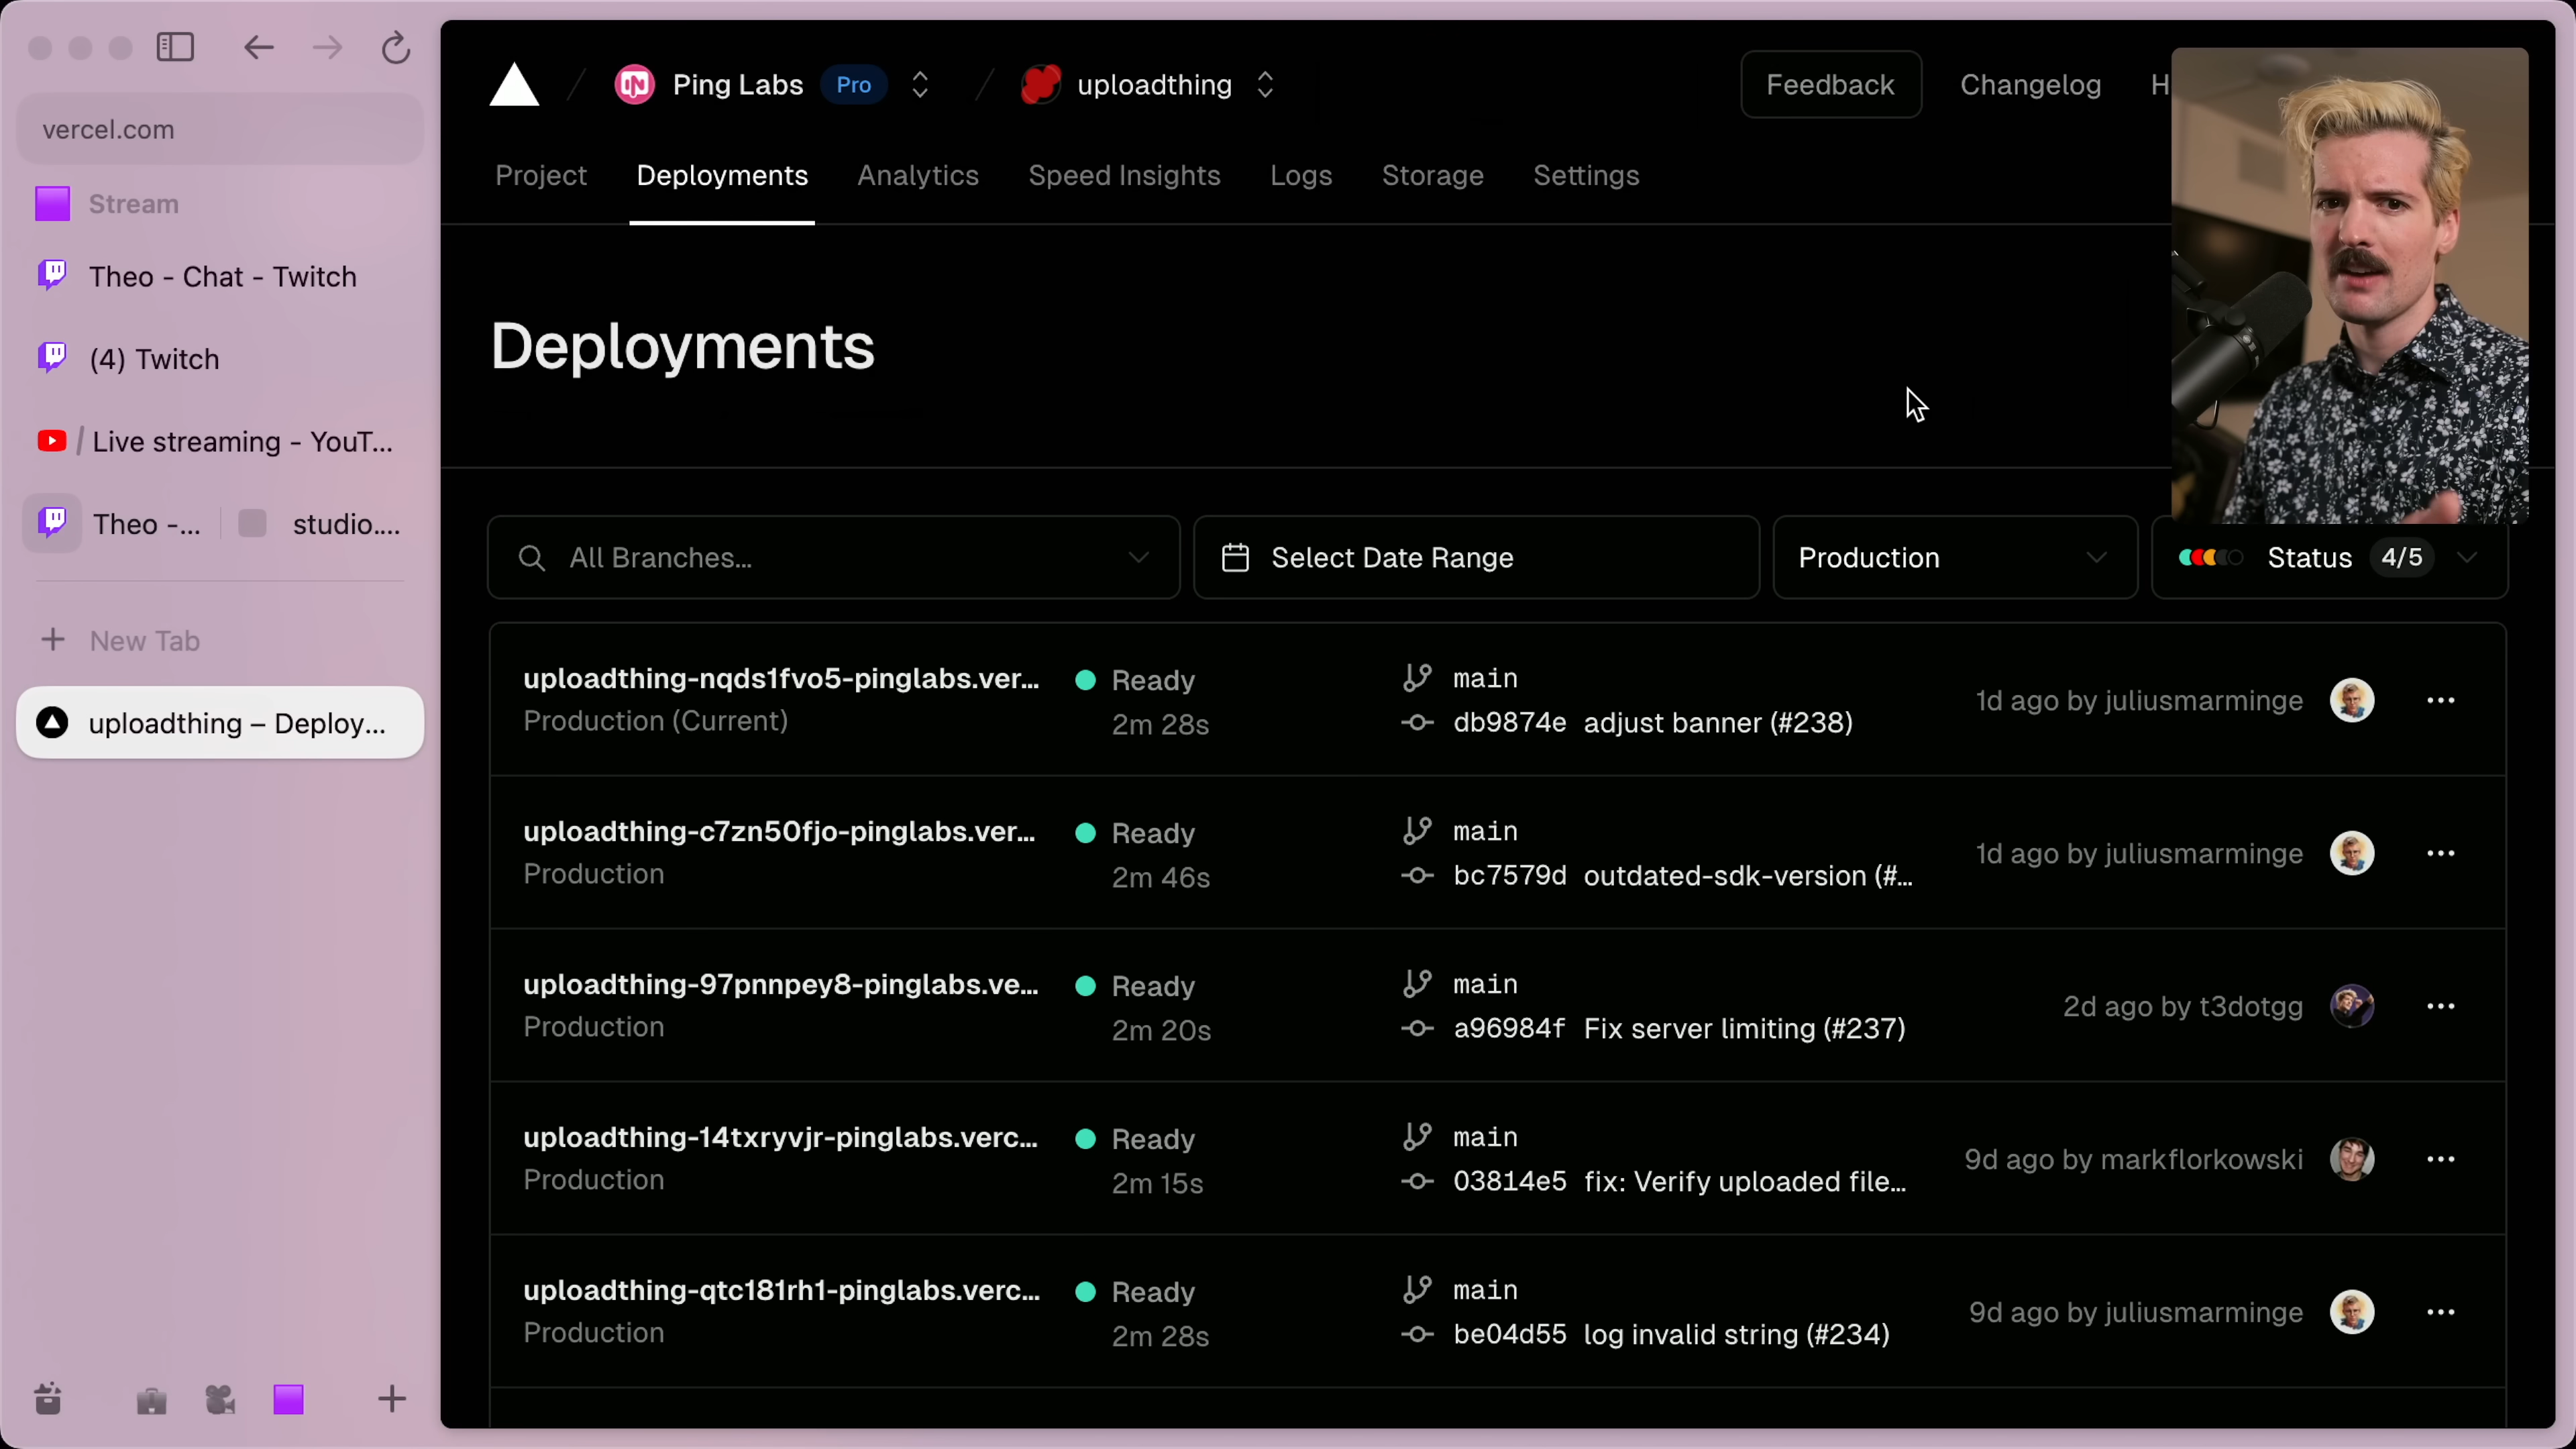 vercel.com
Stream
Theo - Chat - Twitch
(4) Twitch
/ Live streaming - YouT...
Theo -... studio....
New Tab
uploadthing – Deploy...
Ping Labs Pro / uploadthing
Feedback Changelog H
Project Deployments Analytics Speed Insights Logs Storage Settings
Deployments
All Branches... Select Date Range Production Status 4/5
uploadthing-nqds1fvo5-pinglabs.ver... Ready main
Production (Current) 2m 28s db9874e adjust banner (#238) 1d ago by juliusmarminge
uploadthing-c7zn50fjo-pinglabs.ver... Ready main
Production 2m 46s bc7579d outdated-sdk-version (#... 1d ago by juliusmarminge
uploadthing-97pnnpey8-pinglabs.ve... Ready main
Production 2m 20s a96984f Fix server limiting (#237) 2d ago by t3dotgg
uploadthing-14txryvjr-pinglabs.verc... Ready main
Production 2m 15s 03814e5 fix: Verify uploaded file... 9d ago by markflorkowski
uploadthing-qtc181rh1-pinglabs.verc... Ready main
Production 2m 28s be04d55 log invalid string (#234) 9d ago by juliusmarminge